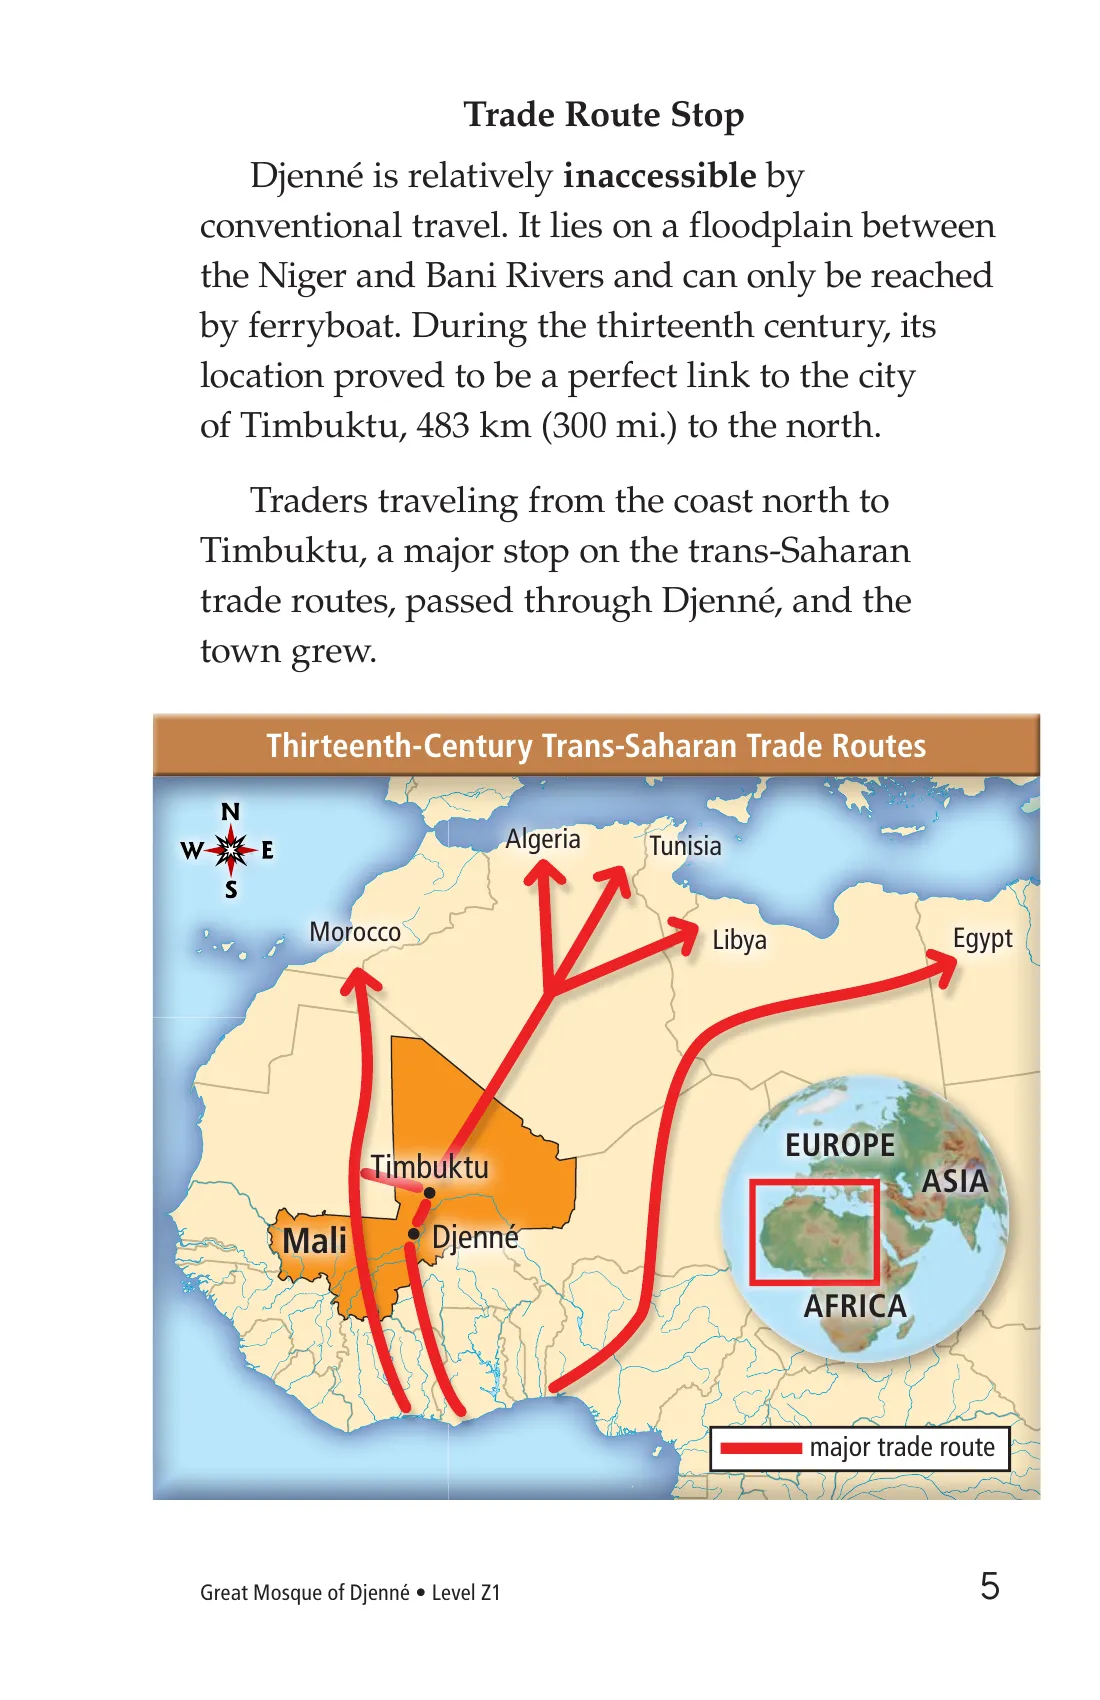 Trade Route Stop
Djenné is relatively inaccessible by
conventional travel. It lies on a floodplain between
the Niger and Bani Rivers and can only be reached
by ferryboat. During the thirteenth century, its
location proved to be a perfect link to the city
of Timbuktu, 483 km (300 mi.) to the north.
Traders traveling from the coast north to
Timbuktu, a major stop on the trans-Saharan
trade routes, passed through Djenné, and the
town grew.
Thirteenth-Century Trans-Saharan Trade Routes
N
W E
S
Algeria
Tunisia
Morocco
Libya
Egypt
Timbuktu
Mali
Djenné
EUROPE
ASIA
AFRICA
major trade route
Great Mosque of Djenné • Level Z1
5